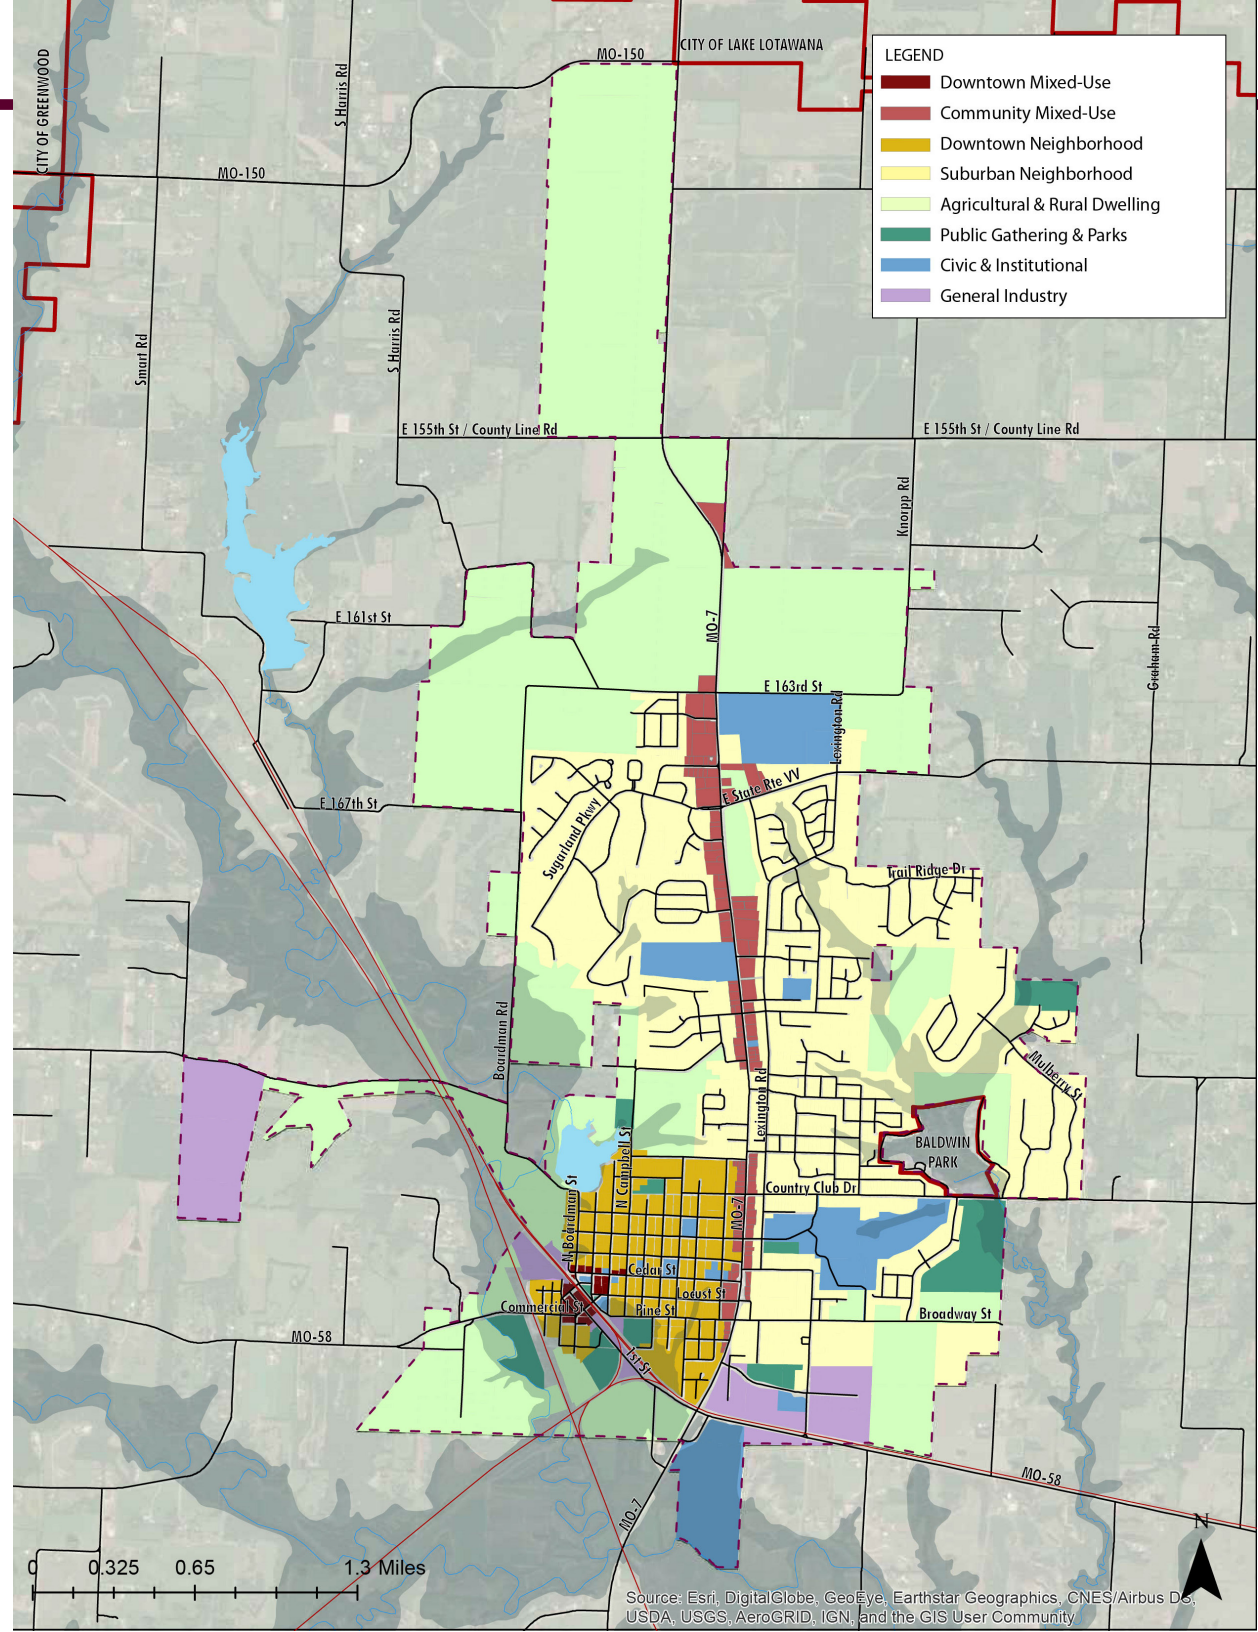 CITY OF GREENWOOD
S Harris Rd
MO-150
CITY OF LAKE LOTAWANA
LEGEND
Downtown Mixed-Use
Community Mixed-Use
Downtown Neighborhood
Suburban Neighborhood
Agricultural & Rural Dwelling
Public Gathering & Parks
Civic & Institutional
General Industry
MO-150
Smart Rd
S Harris Rd
E 155th St / County Line Rd
E 155th St / County Line Rd
Knorpp Rd
E 161st St
MO-7
Graham Rd
E 163rd St
Lexington Rd
E State Rte VV
E 167th St
Sugarland Pkwy
Trail Ridge Dr
Boardman Rd
Mulberry St
Lexington Rd
N Campbell St
BALDWIN
PARK
Country Club Dr
N Boardman St
MO-7
Cedar St
Locust St
Commercial St
Pine St
Broadway St
MO-58
1st St
MO-58
MO-7
N
0 0.325 0.65 1.3 Miles
Source: Esri, DigitalGlobe, GeoEye, Earthstar Geographics, CNES/Airbus DS,
USDA, USGS, AeroGRID, IGN, and the GIS User Community